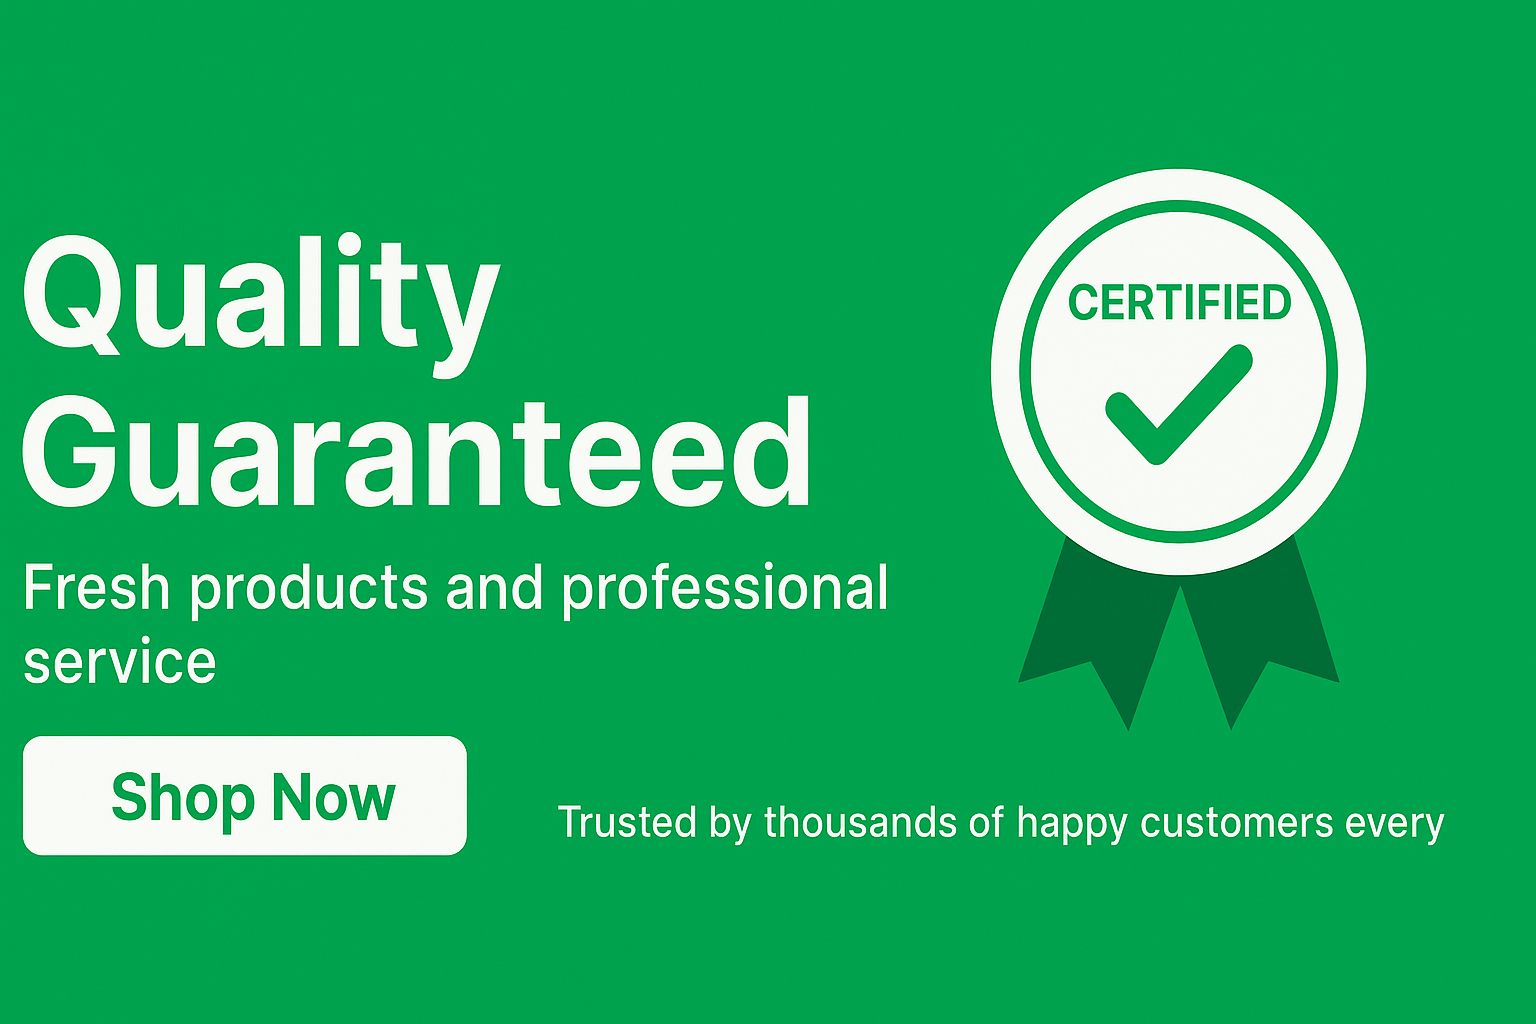 Quality
Guaranteed
Fresh products and professional
service
Shop Now
CERTIFIED
Trusted by thousands of happy customers every